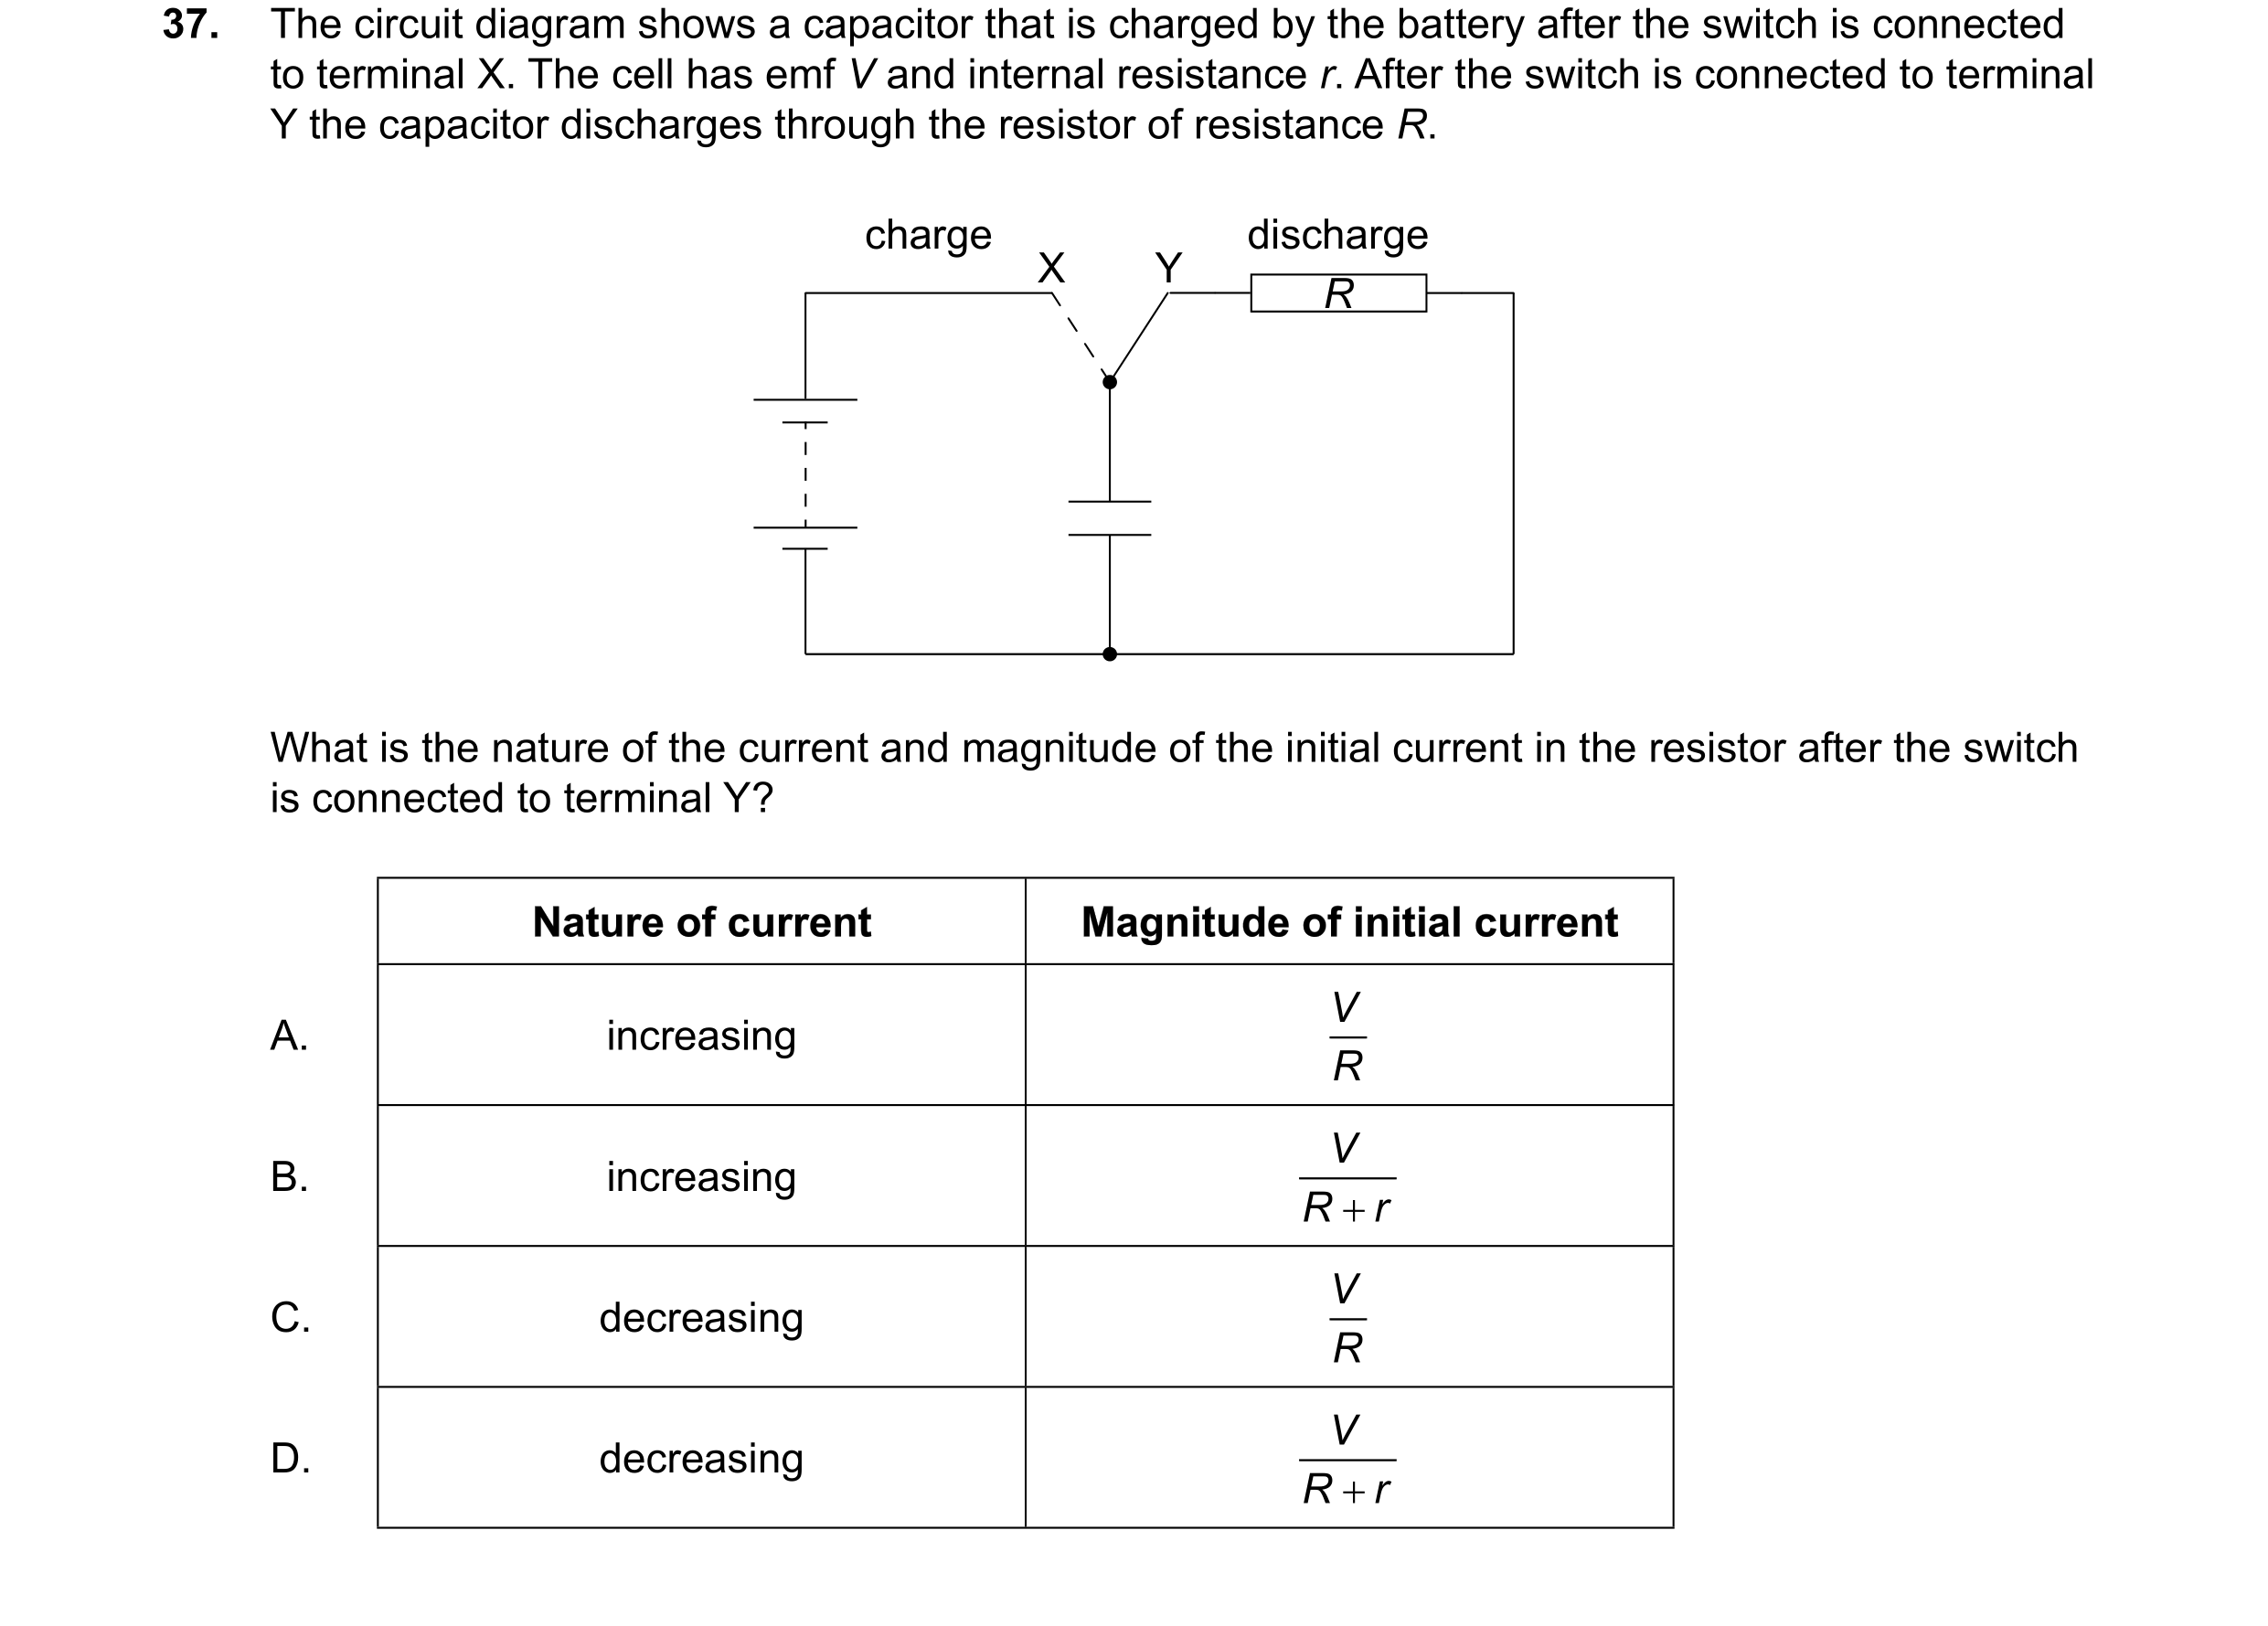 37. The circuit diagram shows a capacitor that is charged by the battery after the switch is connected
to terminal X. The cell has emf V and internal resistance r. After the switch is connected to terminal
Y the capacitor discharges through the resistor of resistance R.
charge discharge
X Y
R
What is the nature of the current and magnitude of the initial current in the resistor after the switch
is connected to terminal Y?
Nature of current Magnitude of initial current
A. increasing V/R
B. increasing V/(R + r)
C. decreasing V/R
D. decreasing V/(R + r)